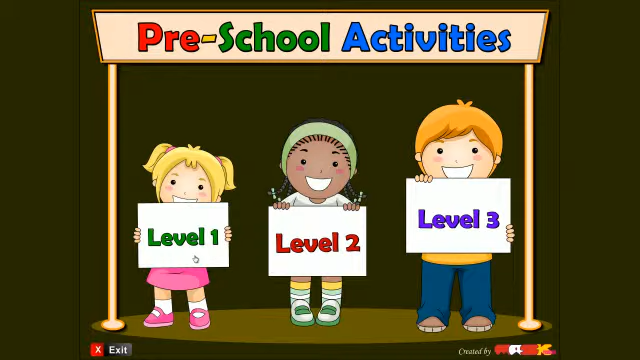 Pre-School Activities
Level 1
Level 2
Level 3
X Exit
Created by